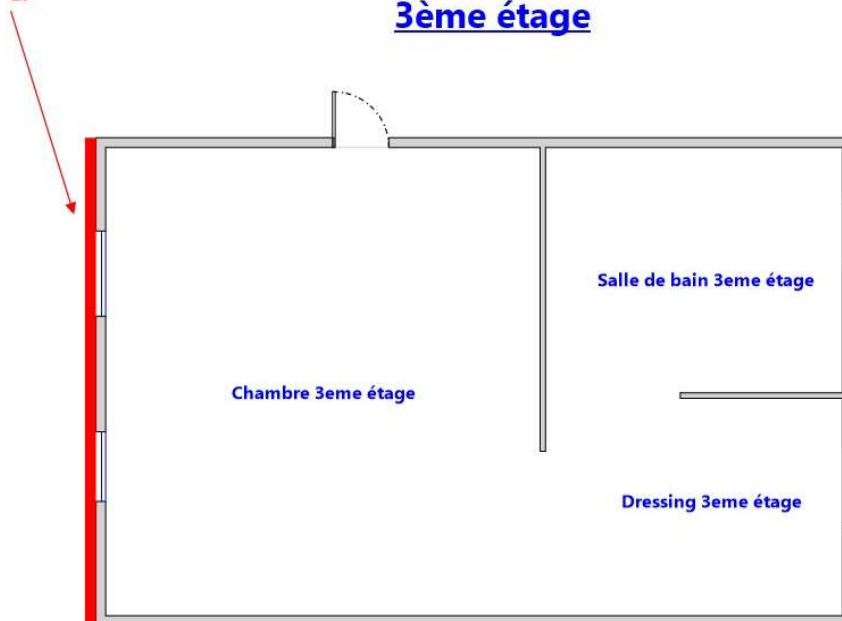 3ème étage
Salle de bain 3eme étage
Chambre 3eme étage
Dressing 3eme étage